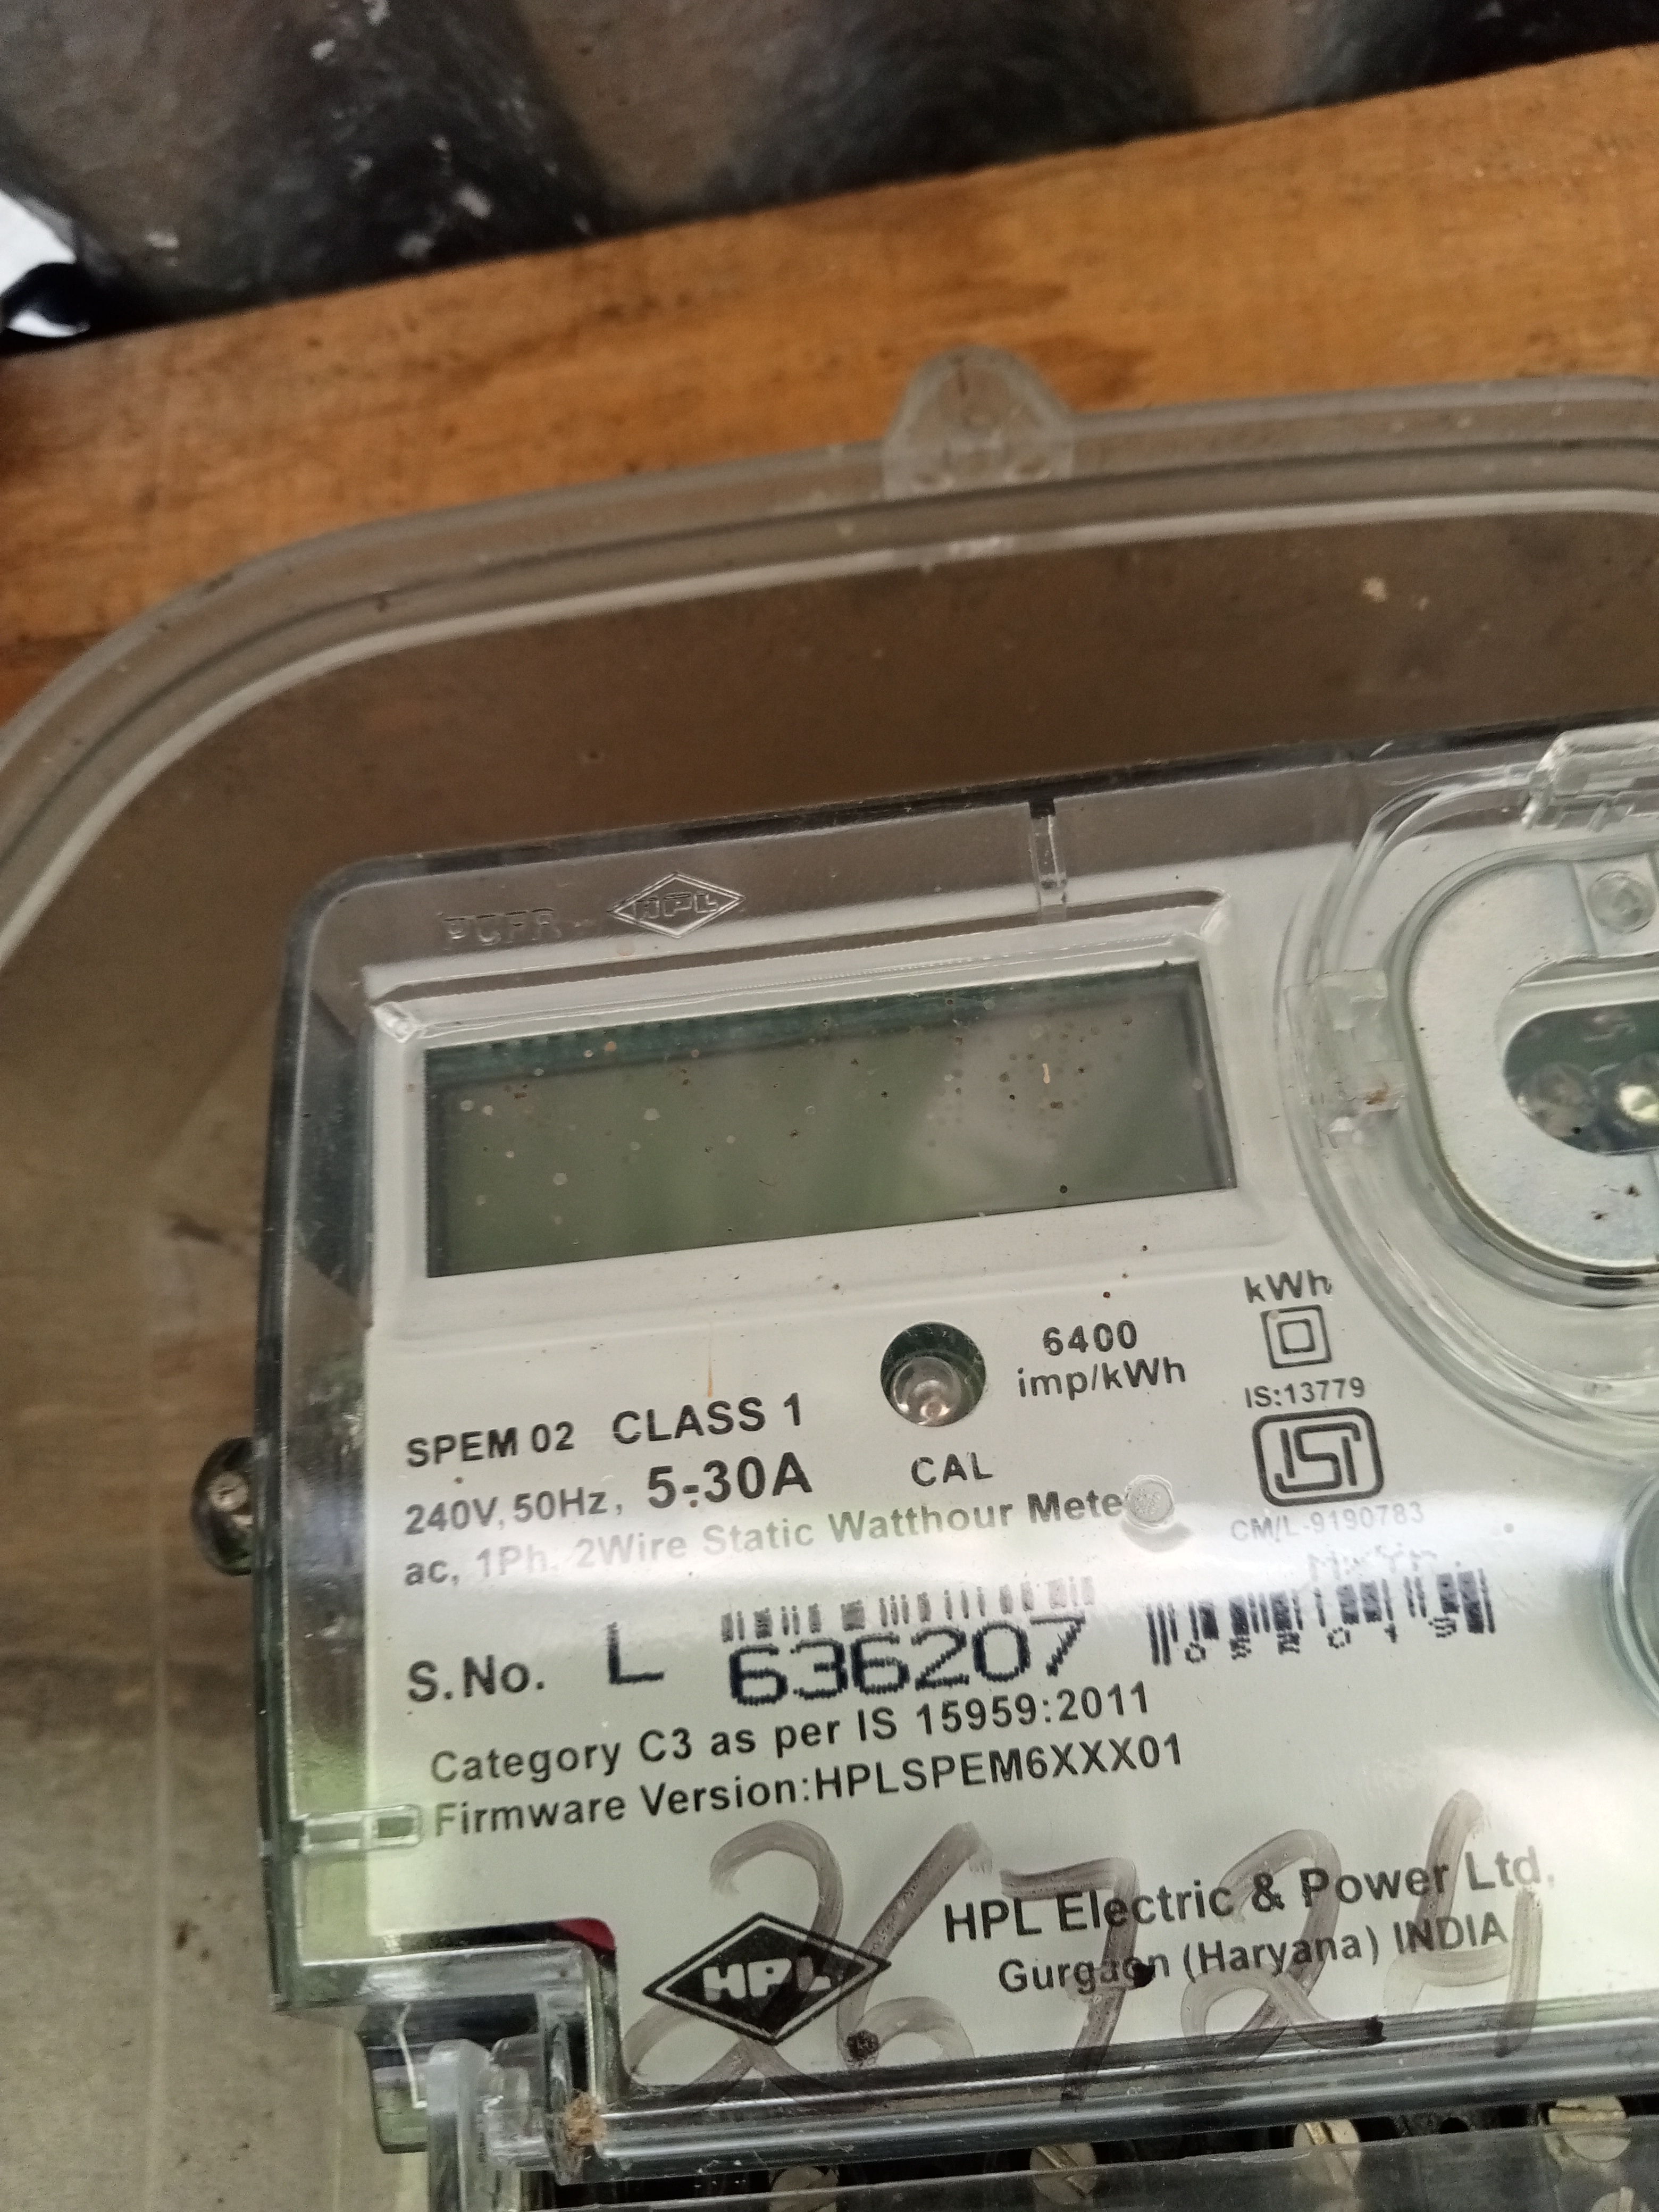 HPL
kWh
6400
imp/kWh
IS:13779
SPEM 02 CLASS 1
ISI
240V, 50Hz, 5-30A
CAL
CM/L-9190783
ac, 1Ph. 2Wire Static Watthour Mete
S.No. L 636207
Category C3 as per IS 15959:2011
Firmware Version:HPLSPEM6XXX01
HPL
HPL Electric & Power Ltd.
Gurgaon (Haryana) INDIA